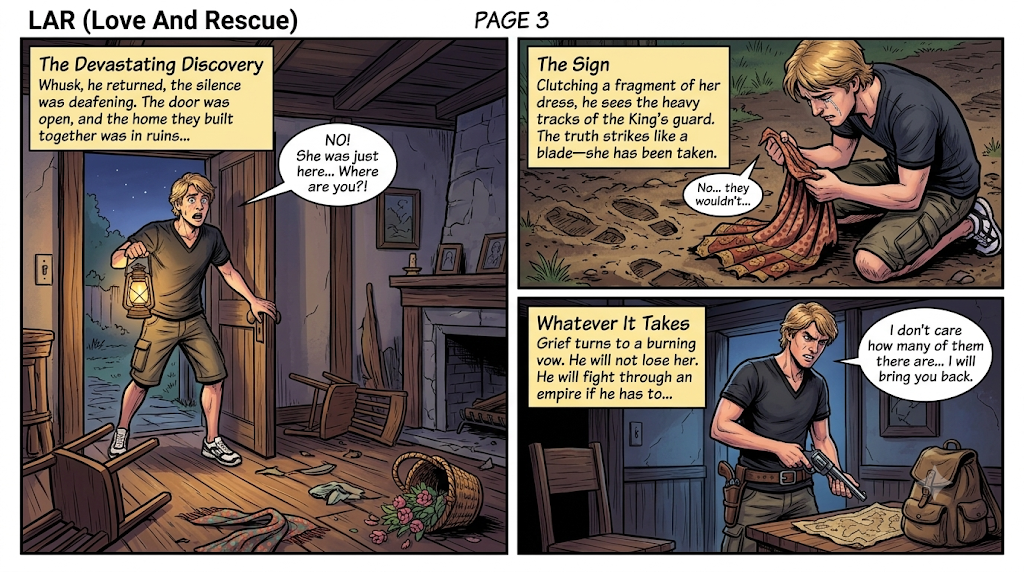 LAR (Love And Rescue)
PAGE 3
The Devastating Discovery
Whusk, he returned, the silence
was deafening. The door was
open, and the home they built
together was in ruins...
NO!
She was just
here... Where
are you?!
The Sign
Clutching a fragment of her
dress, he sees the heavy
tracks of the King's guard.
The truth strikes like a
blade—she has been taken.
No... they
wouldn't...
Whatever It Takes
Grief turns to a burning
vow. He will not lose her.
He will fight through an
empire if he has to...
I don't care
how many of them
there are... I will
bring you back.